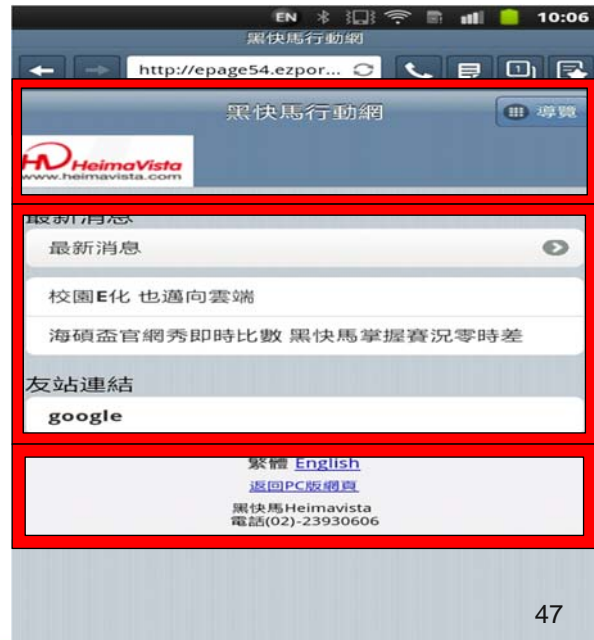 EN 10:06
黑快馬行動網
http://epage54.ezpor...
1
黑快馬行動網
導覽
HV HeimaVista
www.heimavista.com
最新消息
最新消息
校園E化 也邁向雲端
海碩盃官網秀即時比數 黑快馬掌握賽況零時差
友站連結
google
繁體 English
返回PC版網頁
黑快馬Heimavista
電話(02)-23930606
47